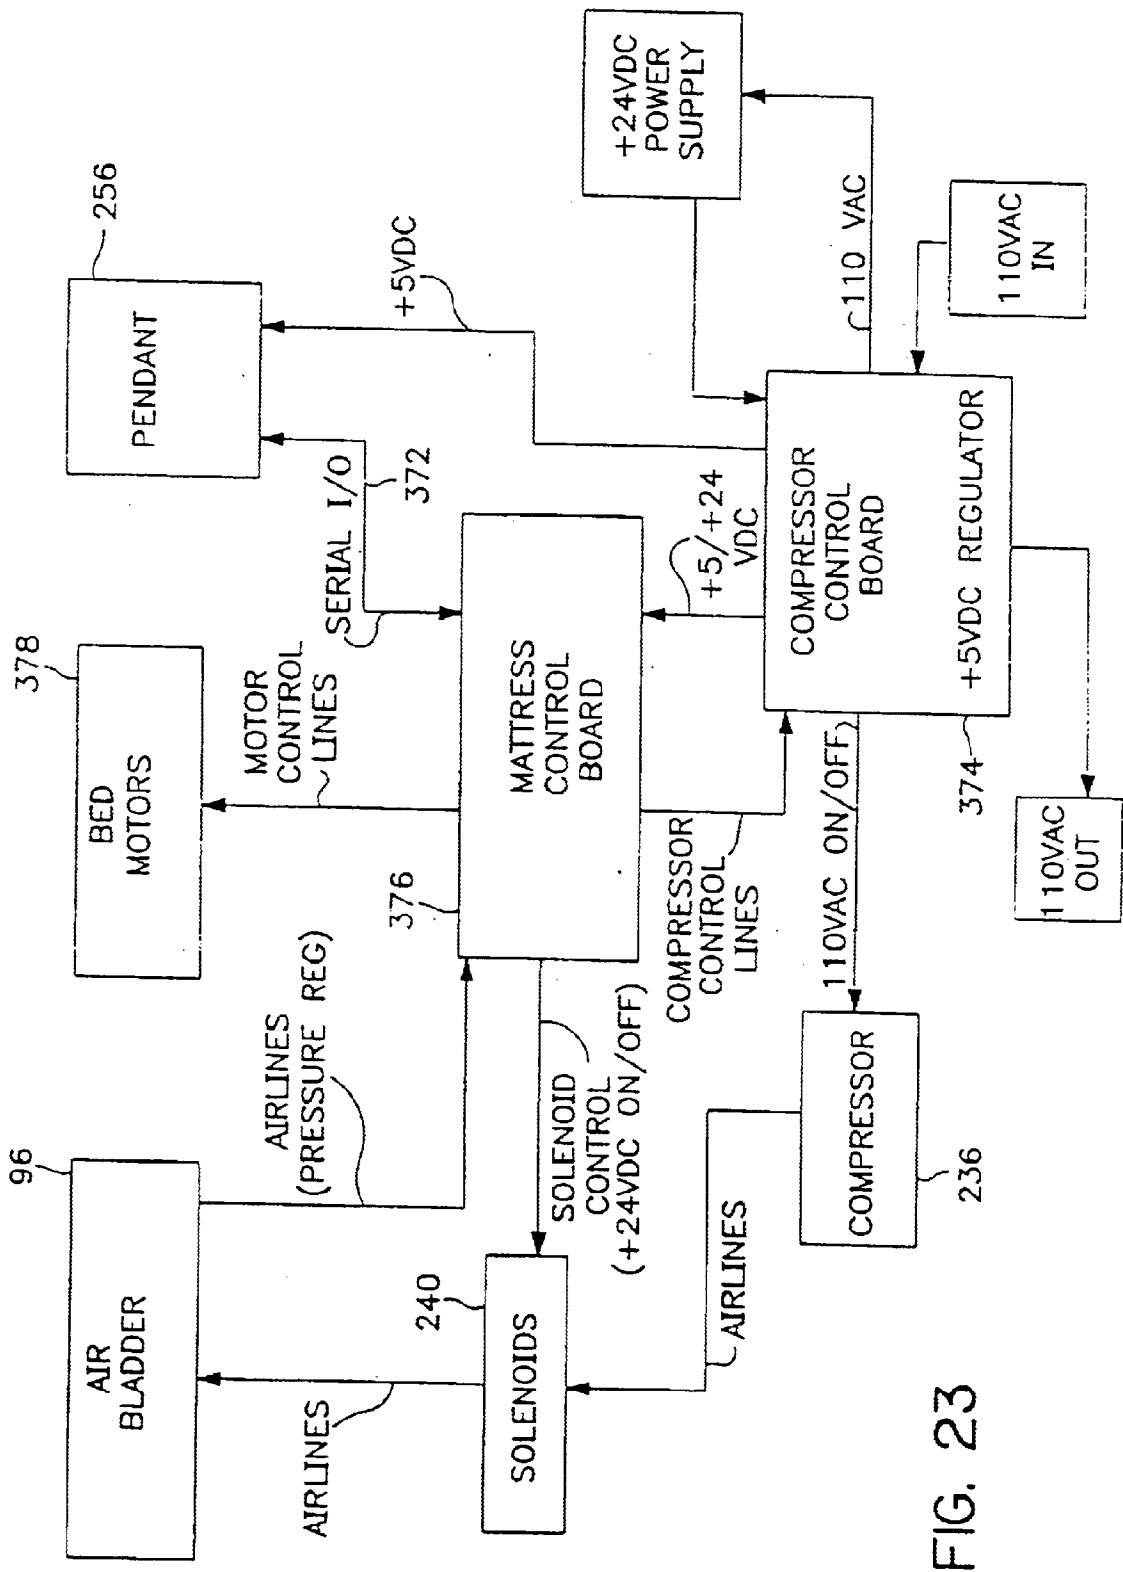 96
AIR
BLADDER
AIRLINES
(PRESSURE REG)
378
BED
MOTORS
MOTOR
CONTROL
LINES
256
PENDANT
+5VDC
SERIAL I/O
372
+24VDC
POWER
SUPPLY
AIRLINES
240
SOLENOIDS
SOLENOID
CONTROL
(+24VDC ON/OFF)
376
MATTRESS
CONTROL
BOARD
+5/+24
VDC
COMPRESSOR
CONTROL
LINES
AIRLINES
COMPRESSOR
236
110VAC ON/OFF
COMPRESSOR
CONTROL
BOARD
+5VDC REGULATOR
374
110 VAC
110VAC
IN
110VAC
OUT
FIG. 23